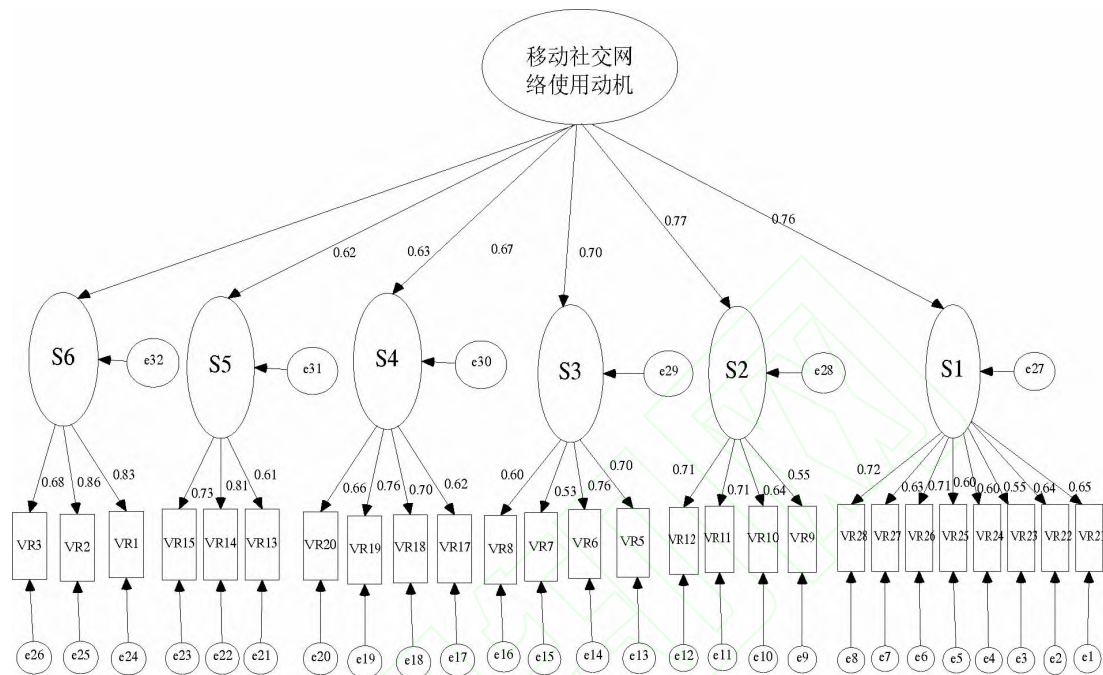 移动社交网
络使用动机
0.62
0.63
0.67
0.70
0.77
0.76
S6
e32
S5
e31
S4
e30
S3
e29
S2
e28
S1
e27
0.68
0.86
0.83
0.73
0.81
0.61
0.66
0.76
0.70
0.62
0.60
0.53
0.76
0.70
0.71
0.71
0.64
0.55
0.72
0.63
0.71
0.60
0.60
0.55
0.64
0.65
VR3
VR2
VR1
VR15
VR14
VR13
VR20
VR19
VR18
VR17
VR8
VR7
VR6
VR5
VR12
VR11
VR10
VR9
VR28
VR27
VR26
VR25
VR24
VR23
VR22
VR21
e26
e25
e24
e23
e22
e21
e20
e19
e18
e17
e16
e15
e14
e13
e12
e11
e10
e9
e8
e7
e6
e5
e4
e3
e2
e1